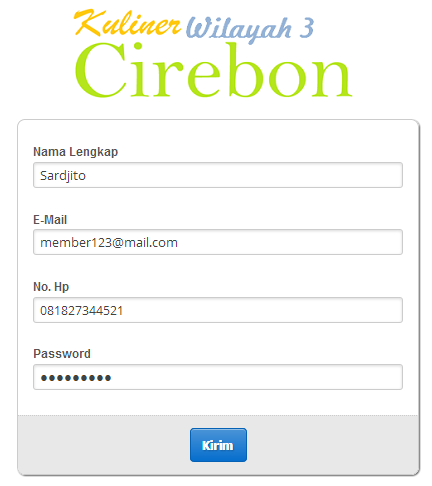 Kuliner Wilayah 3
Cirebon
Nama Lengkap
Sardjito
E-Mail
member123@mail.com
No. Hp
081827344521
Password
●●●●●●●●●
Kirim